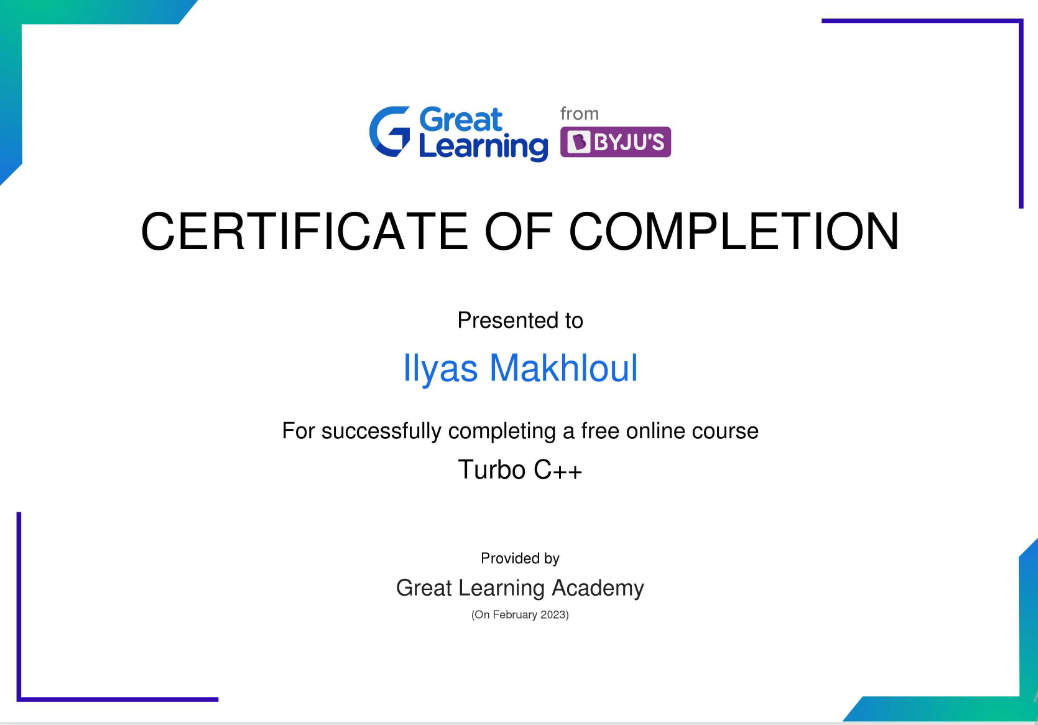 Great Learning
from
BYJU'S
CERTIFICATE OF COMPLETION
Presented to
Ilyas Makhloul
For successfully completing a free online course
Turbo C++
Provided by
Great Learning Academy
(On February 2023)